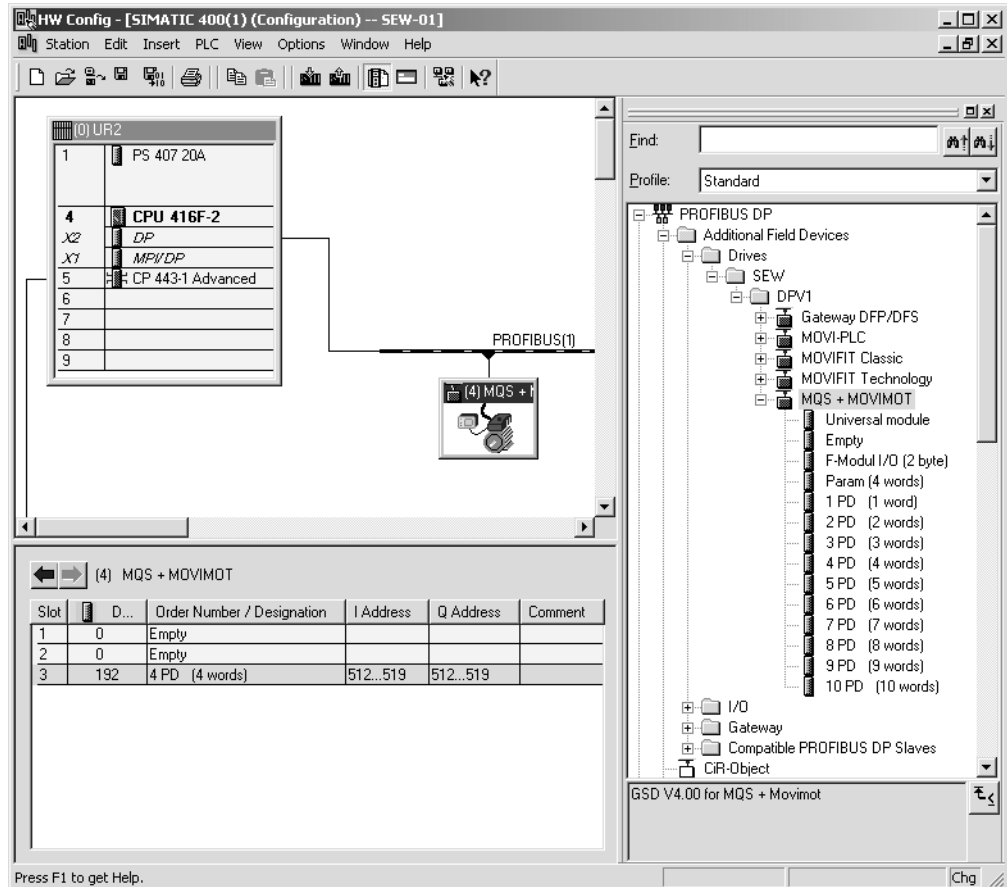 HW Config - [SIMATIC 400(1) (Configuration) -- SEW-01]
Station Edit Insert PLC View Options Window Help
(0) UR2
1 PS 407 20A
4 CPU 416F-2
X2 DP
X1 MPI/DP
5 CP 443-1 Advanced
6
7
8
9
PROFIBUS(1)
(4) MQS + M
Find:
Profile: Standard
PROFIBUS DP
Additional Field Devices
Drives
SEW
DPV1
Gateway DFP/DFS
MOVI-PLC
MOVIFIT Classic
MOVIFIT Technology
MQS + MOVIMOT
Universal module
Empty
F-Modul I/O (2 byte)
Param (4 words)
1 PD (1 word)
2 PD (2 words)
3 PD (3 words)
4 PD (4 words)
5 PD (5 words)
6 PD (6 words)
7 PD (7 words)
8 PD (8 words)
9 PD (9 words)
10 PD (10 words)
I/O
Gateway
Compatible PROFIBUS DP Slaves
CiR-Object
GSD V4.00 for MQS + Movimot
(4) MQS + MOVIMOT
Slot D... Order Number / Designation I Address Q Address Comment
1 0 Empty
2 0 Empty
3 192 4 PD (4 words) 512...519 512...519
Press F1 to get Help.
Chg